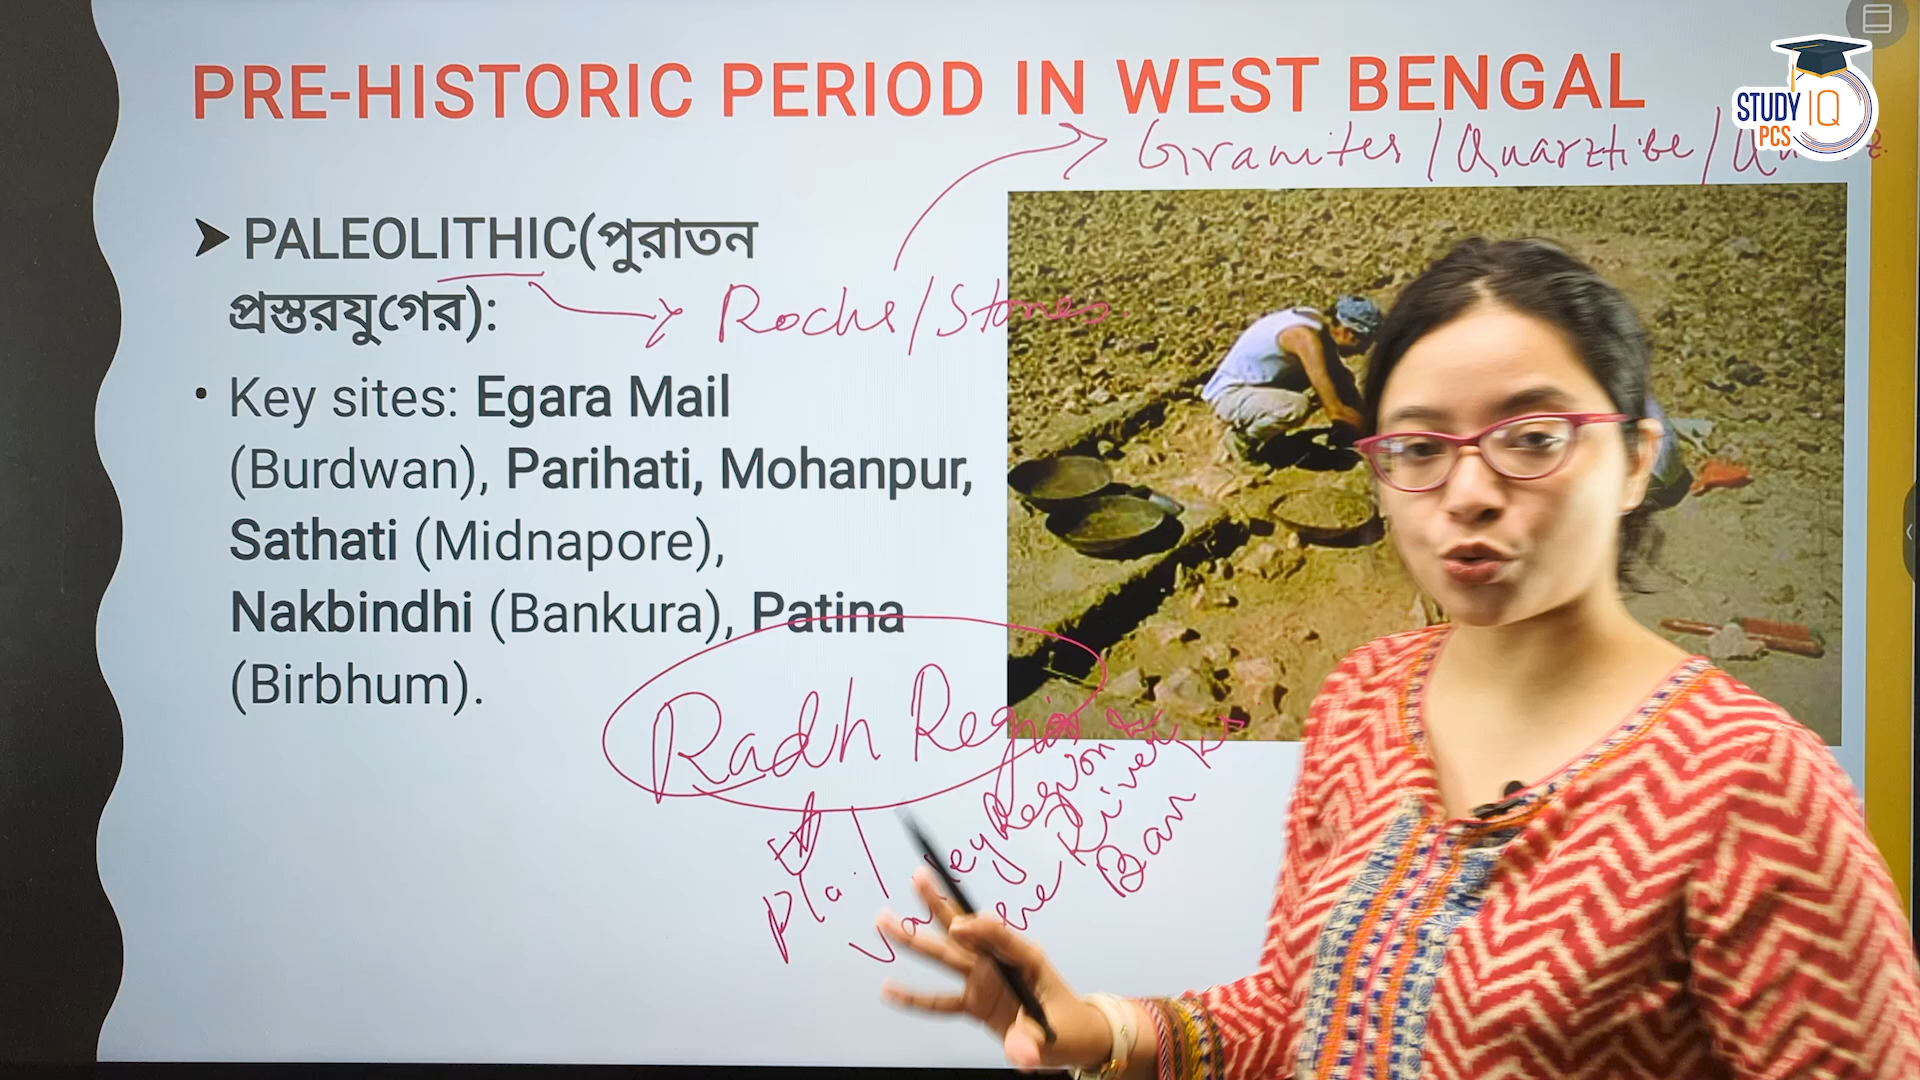 PRE-HISTORIC PERIOD IN WEST BENGAL
STUDY IQ
PCS
Granites / Quarztite /
➤ PALEOLITHIC(পুরাতন
প্রস্তরযুগের):
Rocks / Stones.
• Key sites: Egara Mail
(Burdwan), Parihati, Mohanpur,
Sathati (Midnapore),
Nakbindhi (Bankura), Patina
(Birbhum).
Radh Region